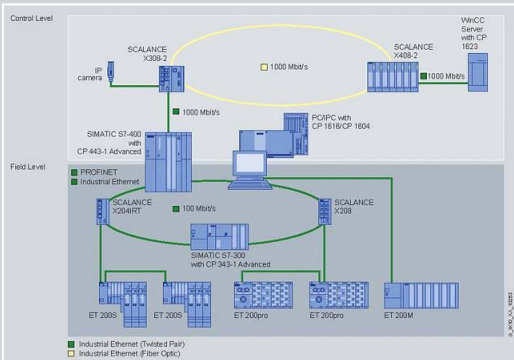 Control Level
WinCC
Server
with CP
1623
SCALANCE
X308-2
SCALANCE
X408-2
IP
camera
1000 Mbit/s
1000 Mbit/s
1000 Mbit/s
PC/IPC with
CP 1616/CP 1604
SIMATIC S7-400
with
CP 443-1 Advanced
Field Level
PROFINET
Industrial Ethernet
SCALANCE
X204IRT
100 Mbit/s
SCALANCE
X208
SIMATIC S7-300
with CP 343-1 Advanced
ET 200S
ET 200S
ET 200pro
ET 200pro
ET 208M
Industrial Ethernet (Twisted Pair)
Industrial Ethernet (Fiber Optic)